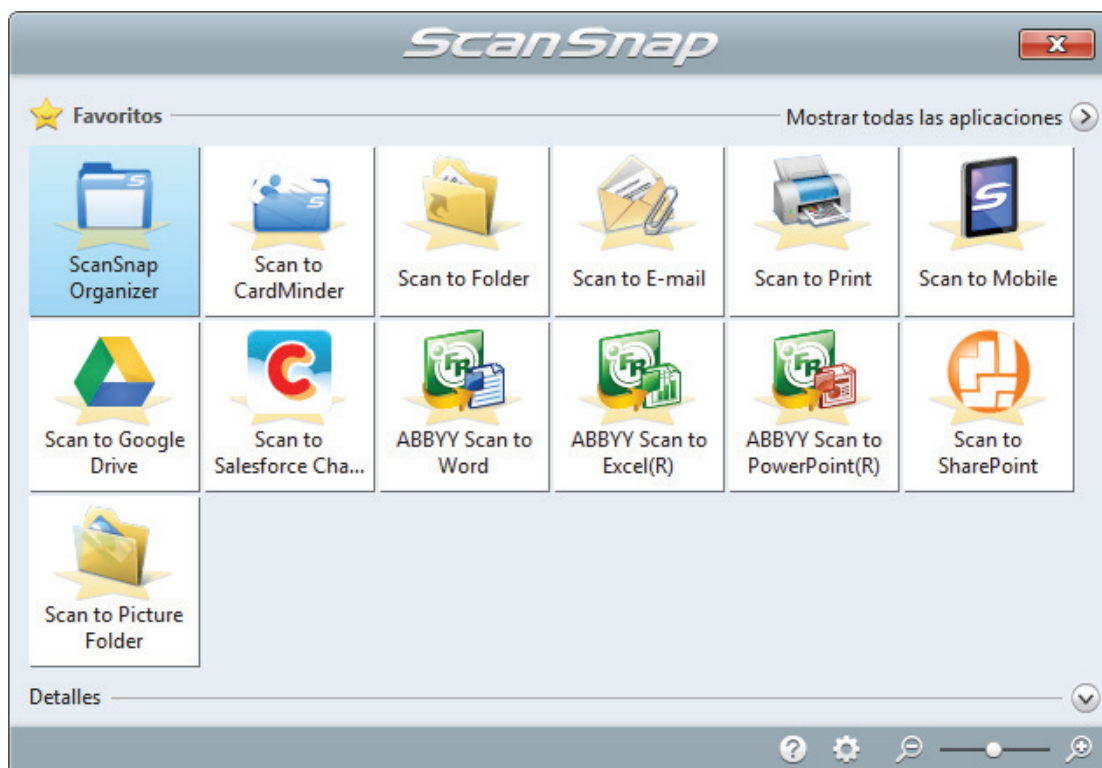 ScanSnap
Favoritos
Mostrar todas las aplicaciones
ScanSnap
Organizer
Scan to
CardMinder
Scan to Folder
Scan to E-mail
Scan to Print
Scan to Mobile
Scan to Google
Drive
Scan to
Salesforce Cha...
ABBYY Scan to
Word
ABBYY Scan to
Excel(R)
ABBYY Scan to
PowerPoint(R)
Scan to
SharePoint
Scan to Picture
Folder
Detalles